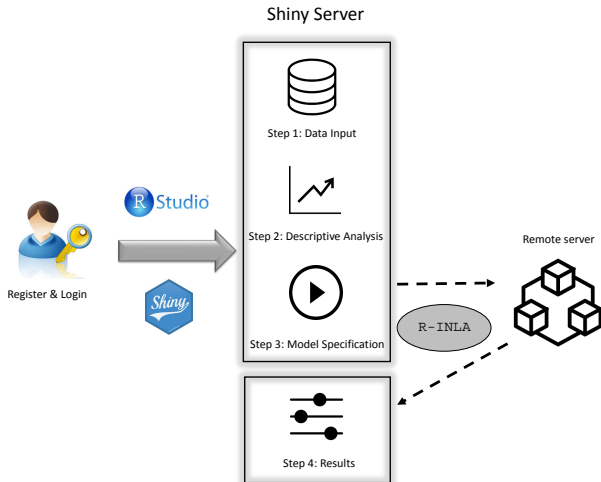 Shiny Server
Step 1: Data Input
R Studio
Step 2: Descriptive Analysis
Remote server
Register & Login
Shiny
R-INLA
Step 3: Model Specification
Step 4: Results